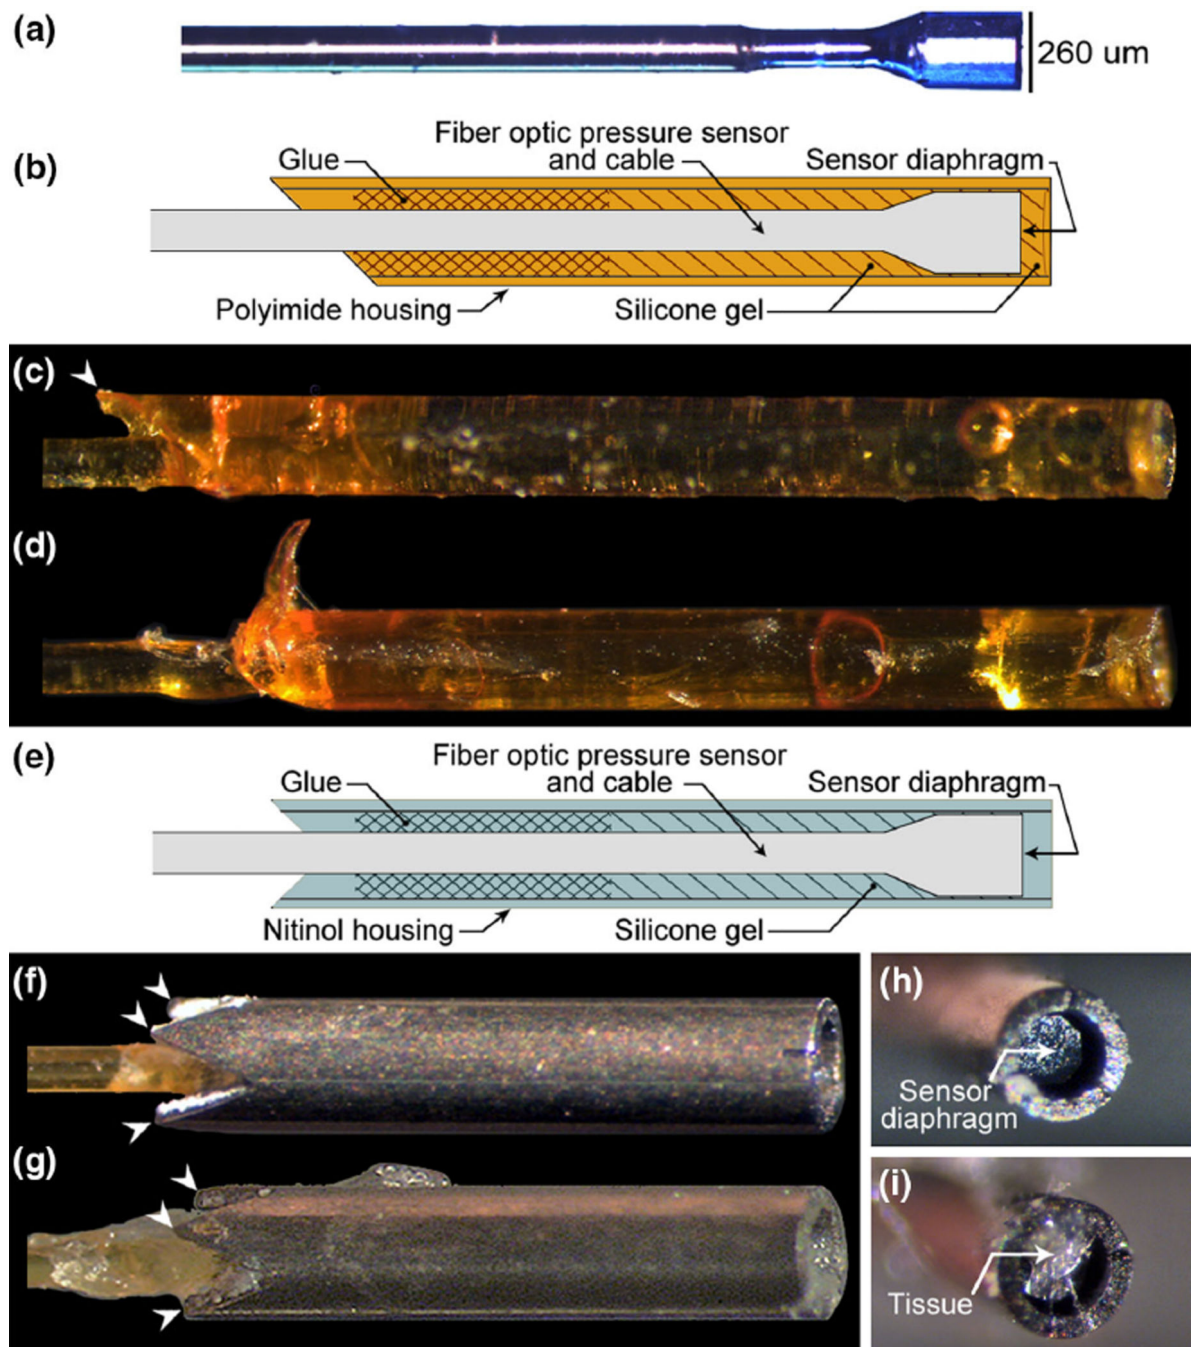 (a)
260 um
(b)
Fiber optic pressure sensor
and cable
Glue
Sensor diaphragm
Polyimide housing
Silicone gel
(c)
(d)
(e)
Fiber optic pressure sensor
and cable
Glue
Sensor diaphragm
Nitinol housing
Silicone gel
(f)
(g)
(h)
Sensor
diaphragm
(i)
Tissue